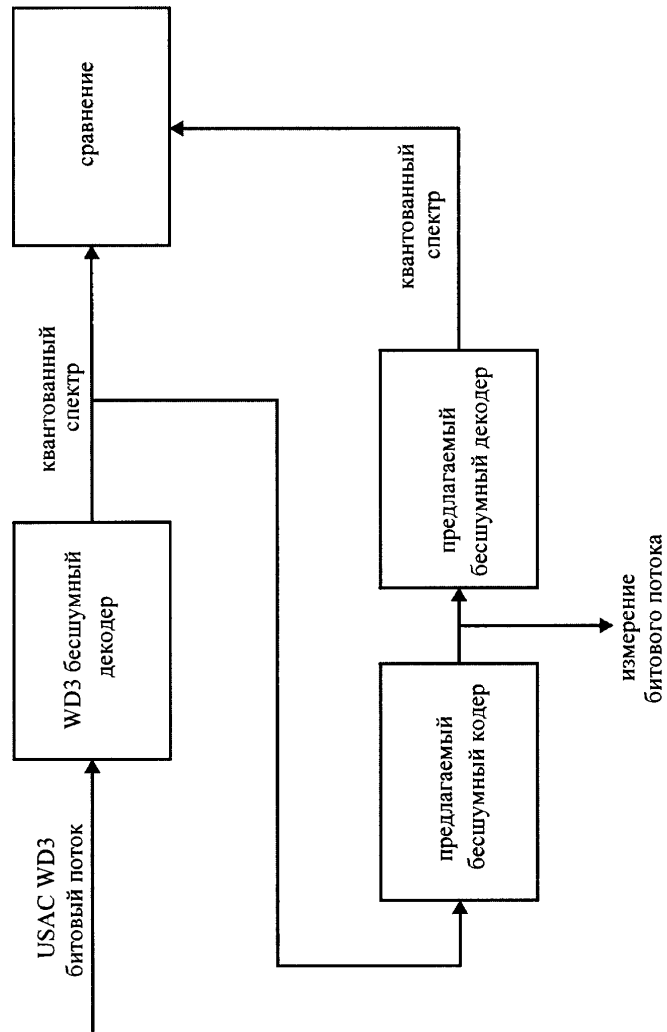 USAC WD3
битовый поток
WD3 бесшумный
декодер
квантованный
спектр
сравнение
предлагаемый
бесшумный кодер
предлагаемый
бесшумный декодер
квантованный
спектр
измерение
битового потока